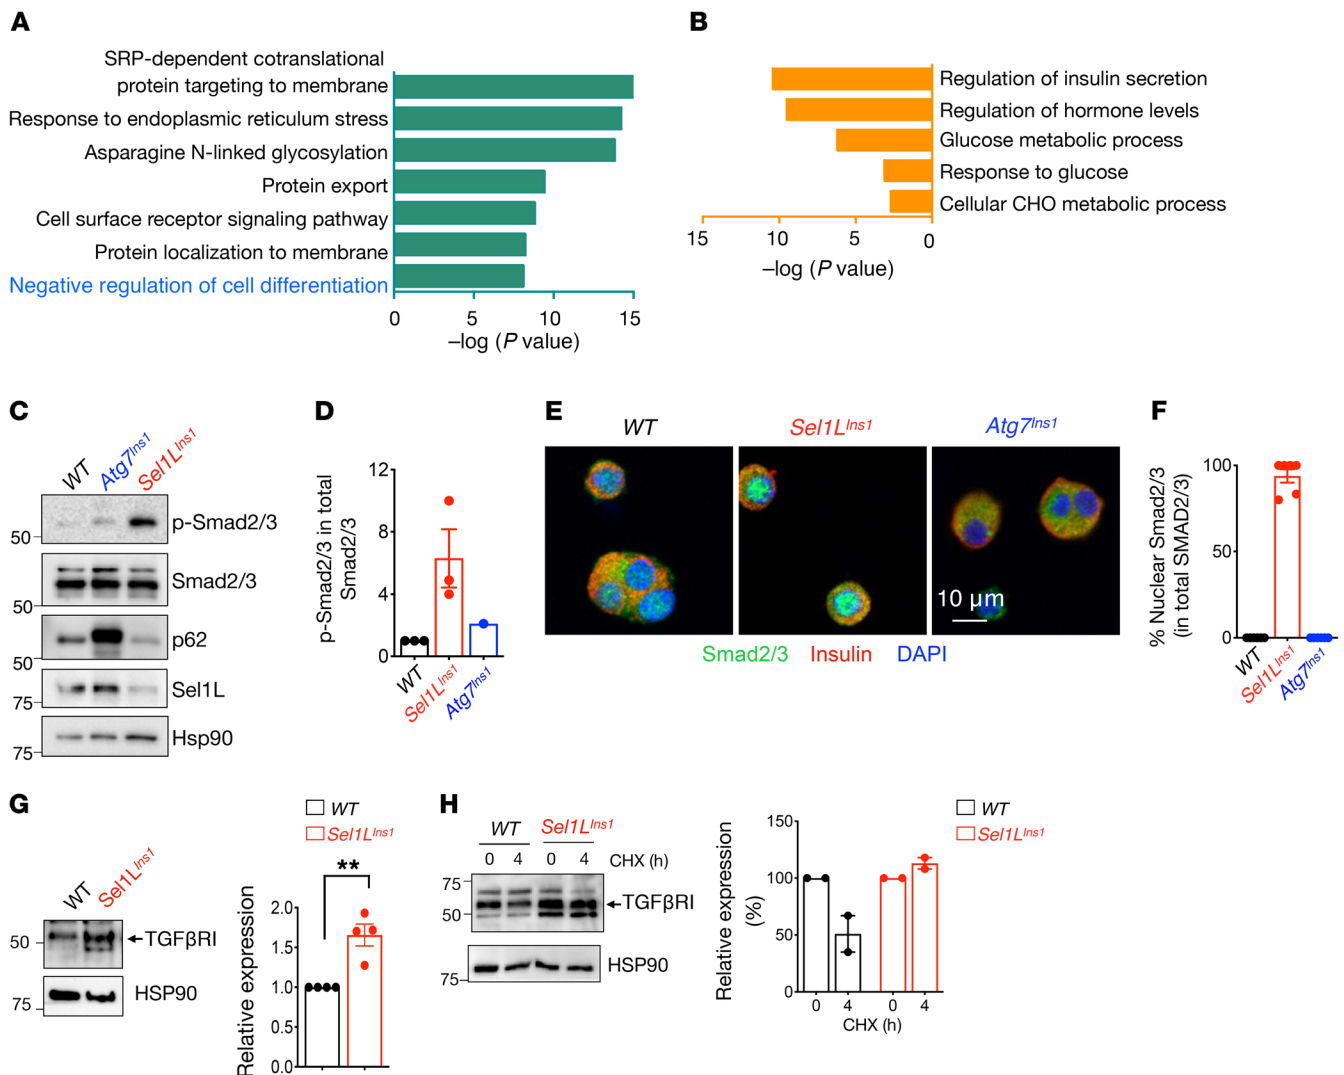 A
SRP-dependent cotranslational
protein targeting to membrane
Response to endoplasmic reticulum stress
Asparagine N-linked glycosylation
Protein export
Cell surface receptor signaling pathway
Protein localization to membrane
Negative regulation of cell differentiation
0 5 10 15
–log (P value)
B
Regulation of insulin secretion
Regulation of hormone levels
Glucose metabolic process
Response to glucose
Cellular CHO metabolic process
15 10 5 0
–log (P value)
C
WT Atg7Ins1 Sel1LIns1
50 p-Smad2/3
50 Smad2/3
50 p62
75 Sel1L
75 Hsp90
D
p-Smad2/3 in total
Smad2/3
12
8
4
0
WT Sel1LIns1 Atg7Ins1
E
WT Sel1LIns1 Atg7Ins1
10 µm
Smad2/3 Insulin DAPI
F
% Nuclear Smad2/3
(in total SMAD2/3)
100
50
0
WT Sel1LIns1 Atg7Ins1
G
WT Sel1LIns1
50 TGFβRI
75 HSP90
WT
Sel1LIns1
**
Relative expression
2.0
1.5
1.0
0.5
0.0
H
WT Sel1LIns1
0 4 0 4 CHX (h)
75
50 TGFβRI
75 HSP90
WT
Sel1LIns1
Relative expression
(%)
150
100
50
0
0 4 0 4
CHX (h)